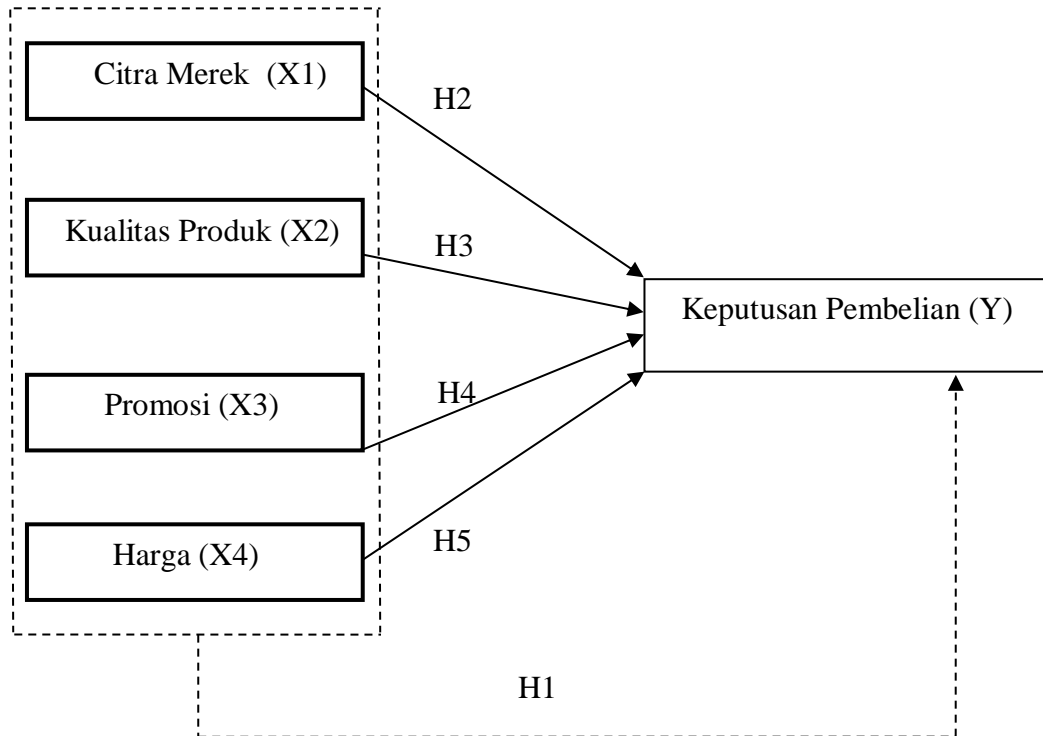 Citra Merek (X1)
H2
Kualitas Produk (X2)
H3
Keputusan Pembelian (Y)
Promosi (X3)
H4
Harga (X4)
H5
H1